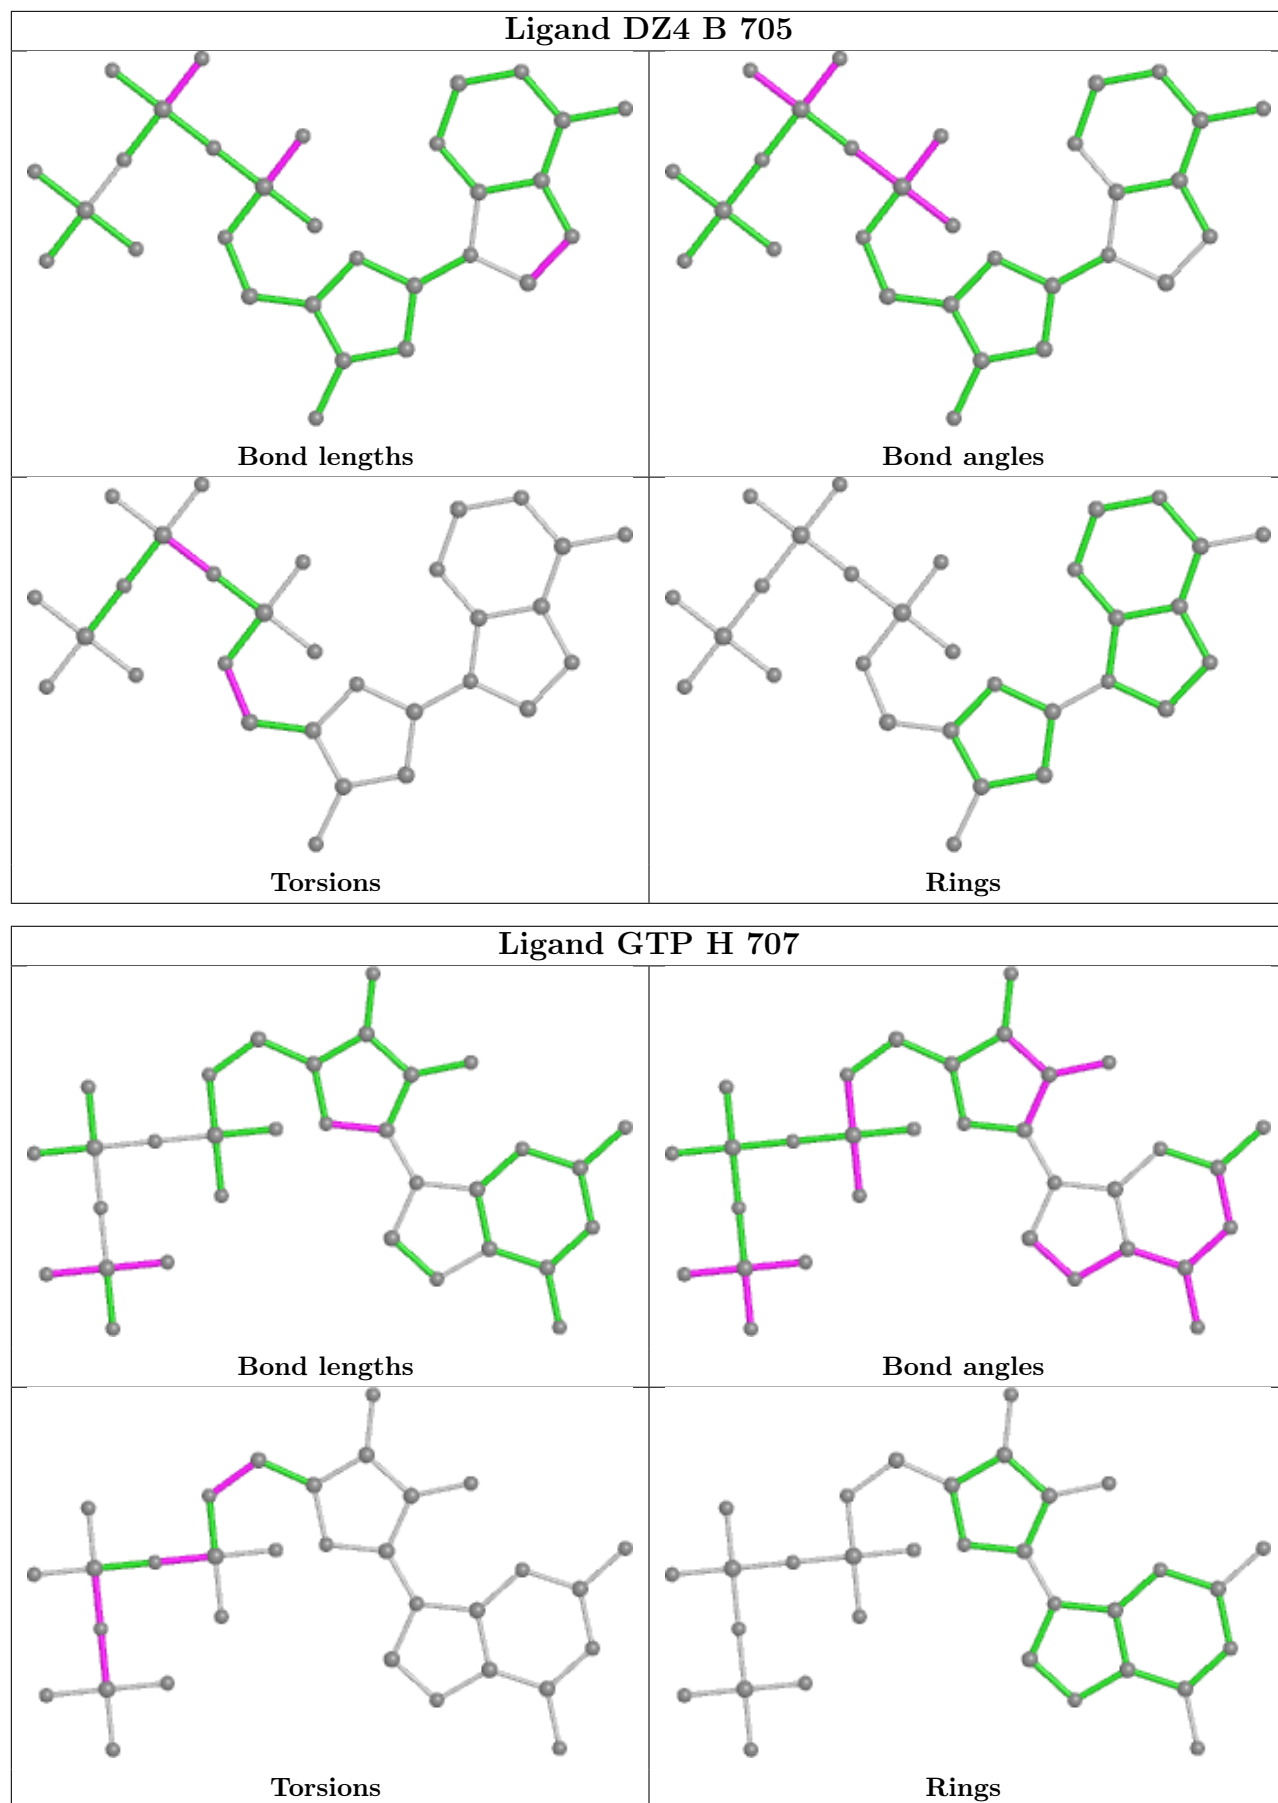 Ligand DZ4 B 705
Bond lengths
Bond angles
Torsions
Rings
Ligand GTP H 707
Bond lengths
Bond angles
Torsions
Rings